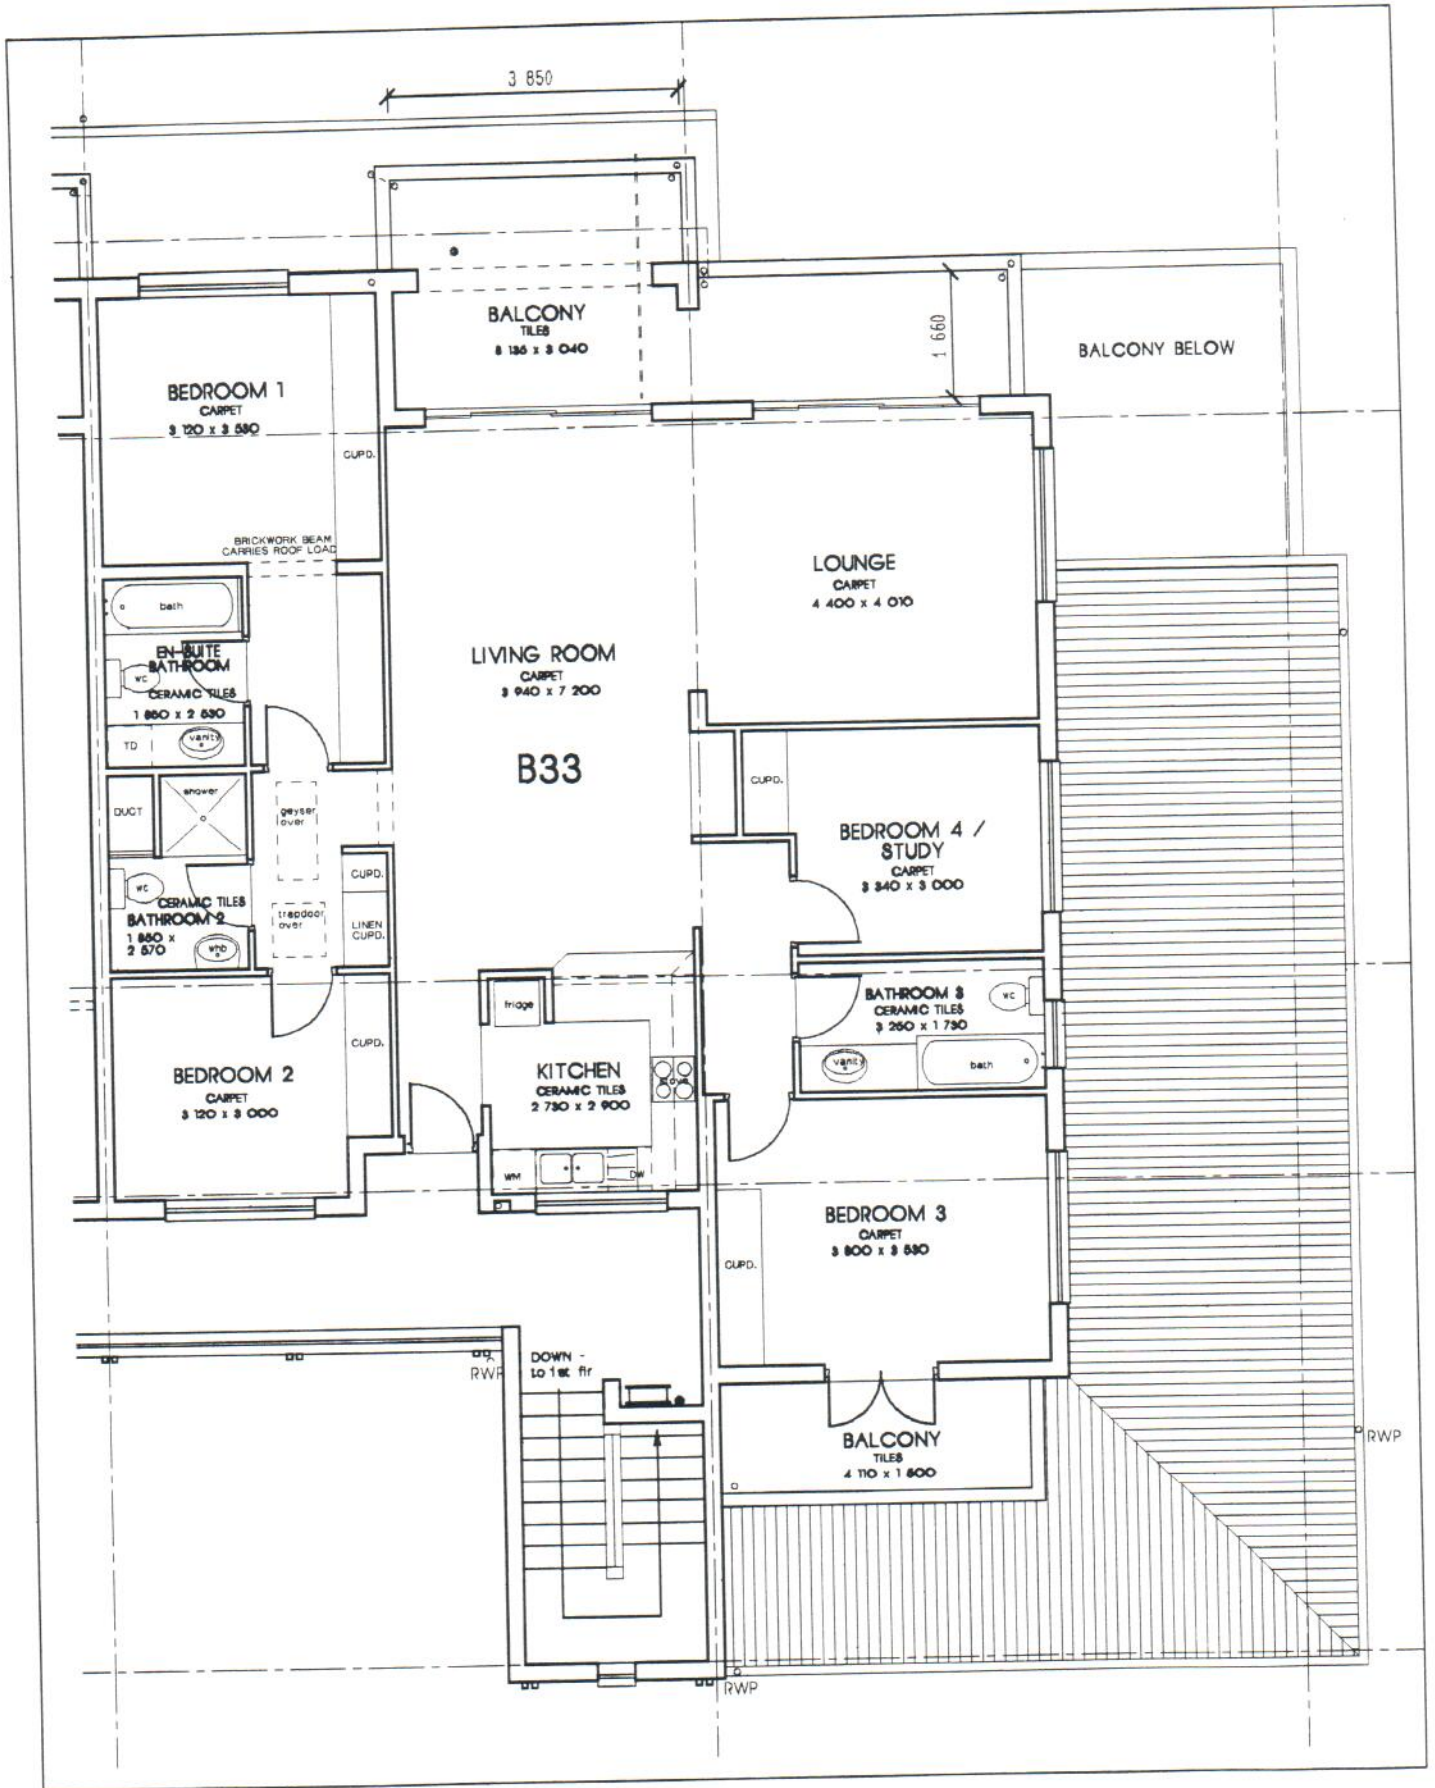 3 850
BALCONY
TILES
3 135 x 3 040
1 660
BALCONY BELOW
BEDROOM 1
CARPET
3 120 x 3 530
CUPD.
BRICKWORK BEAM
CARRIES ROOF LOAD
LOUNGE
CARPET
4 400 x 4 010
bath
EN-SUITE
BATHROOM
WC
CERAMIC TILES
1 850 x 2 530
TD
vanity
LIVING ROOM
CARPET
3 940 x 7 200
B33
DUCT
shower
geyser
over
CUPD.
BEDROOM 4 /
STUDY
CARPET
3 340 x 3 000
WC
CERAMIC TILES
BATHROOM 2
1 850 x
2 570
whb
trapdoor
over
CUPD.
LINEN
CUPD.
fridge
BATHROOM 3
CERAMIC TILES
3 250 x 1 730
WC
vanity
bath
BEDROOM 2
CARPET
3 120 x 3 000
CUPD.
KITCHEN
CERAMIC TILES
2 730 x 2 900
stove
WM
DW
BEDROOM 3
CARPET
3 800 x 3 530
CUPD.
RWP
DOWN -
to 1st flr
BALCONY
TILES
4 110 x 1 500
RWP
RWP